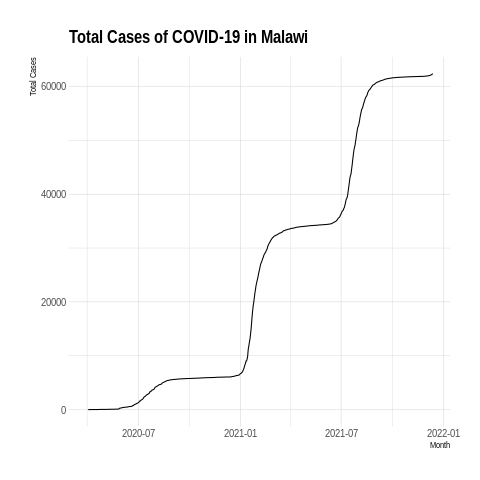 Total Cases of COVID-19 in Malawi
Total Cases
60000
40000
20000
0
2020-07 2021-01 2021-07 2022-01
Month